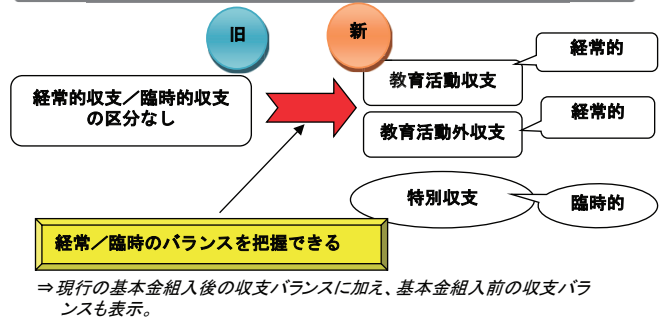 旧
新
経常的収支／臨時的収支
の区分なし
教育活動収支
経常的
教育活動外収支
経常的
特別収支
臨時的
経常／臨時のバランスを把握できる
⇒現行の基本金組入後の収支バランスに加え、基本金組入前の収支バラ
ンスも表示。